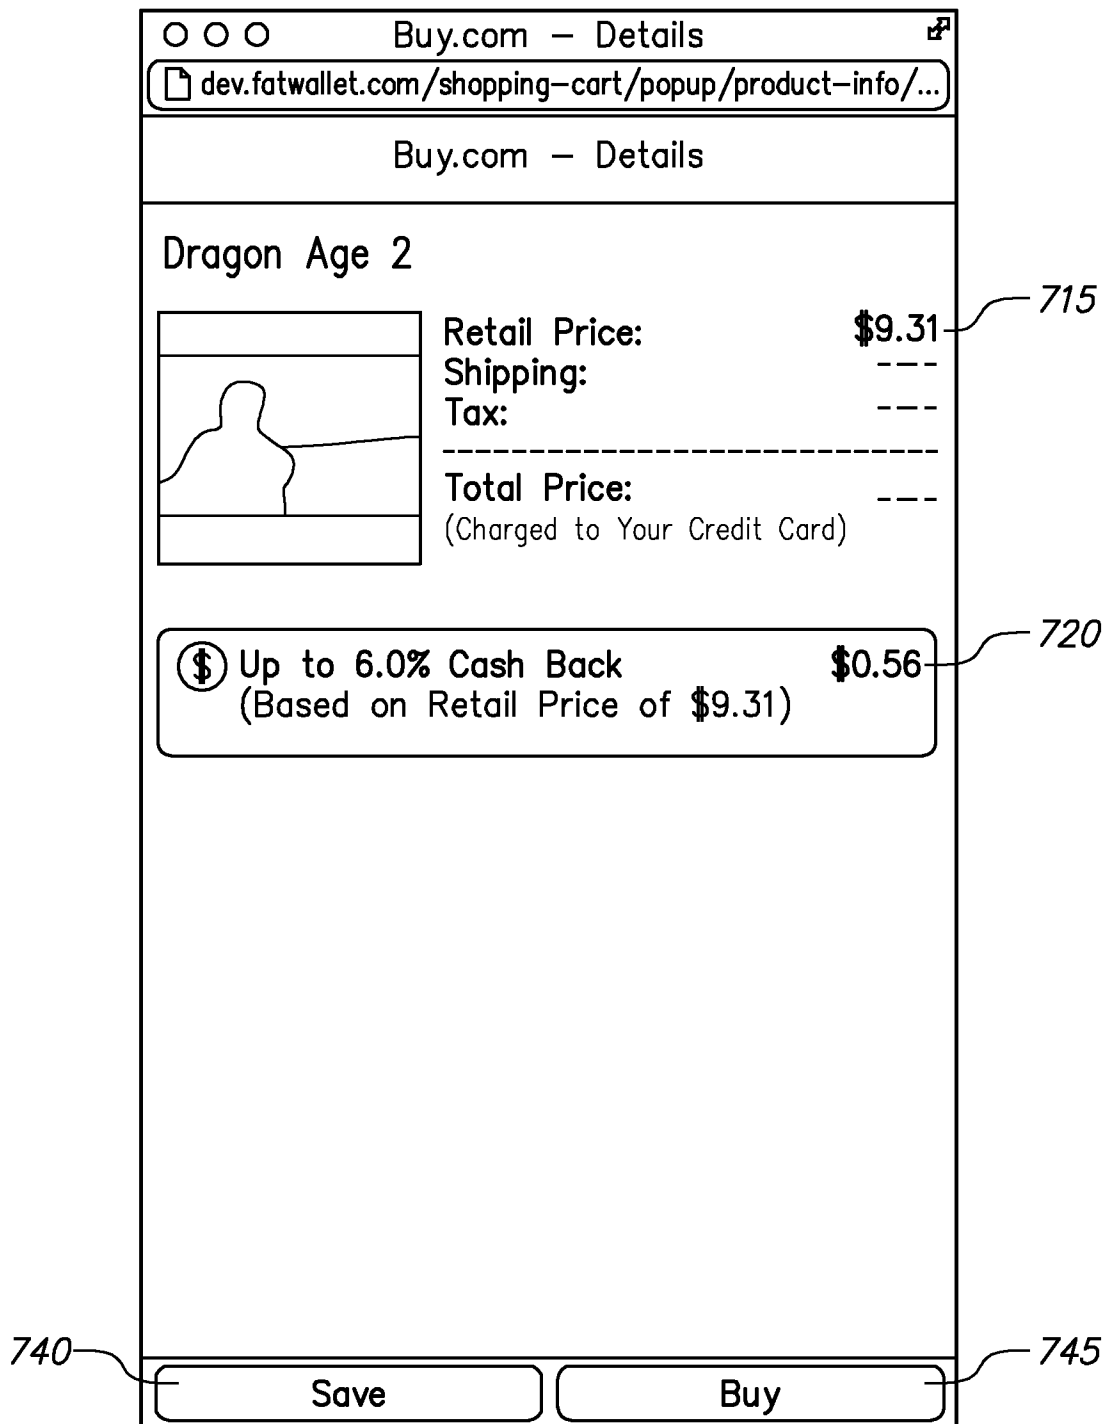 Buy.com – Details
dev.fatwallet.com/shopping-cart/popup/product-info/...
Buy.com – Details
Dragon Age 2
715
Retail Price: $9.31
Shipping: ---
Tax: ---
Total Price: ---
(Charged to Your Credit Card)
720
$ Up to 6.0% Cash Back $0.56
(Based on Retail Price of $9.31)
740 745
Save Buy